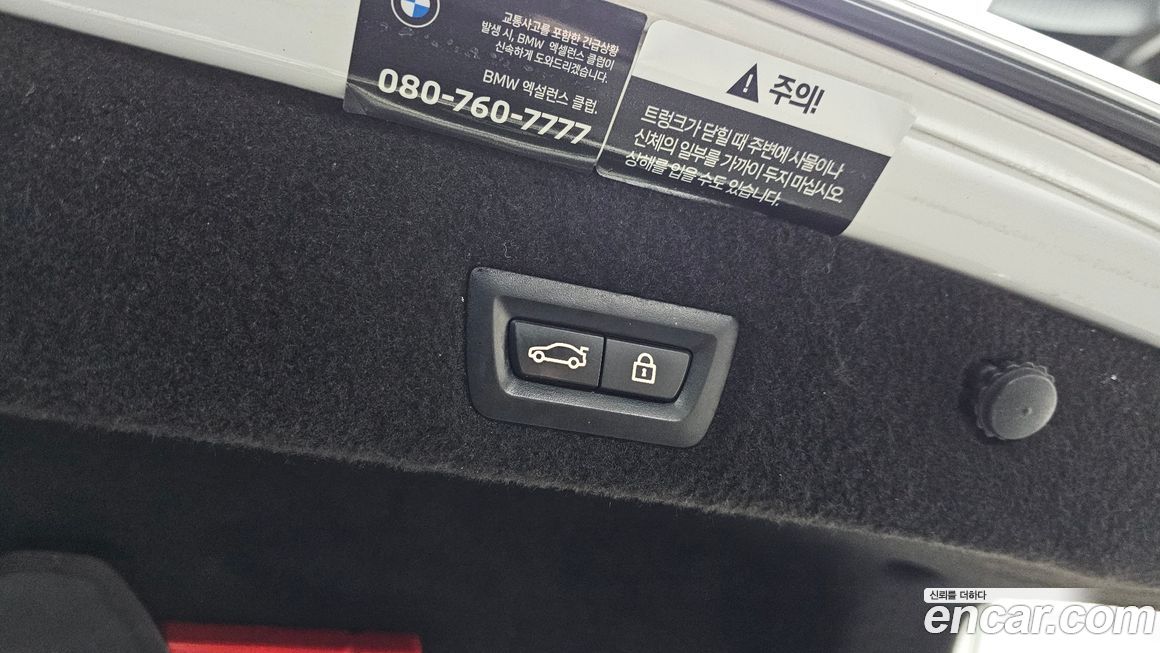 교통사고를 포함한 긴급상황
발생 시, BMW 엑설런스 클럽이
신속하게 도와드리겠습니다.
BMW 엑설런스 클럽.
080-760-7777
주의!
트렁크가 닫힐 때 주변에 사물이나
신체의 일부를 가까이 두지 마십시오.
상해를 입을 수도 있습니다.
신뢰를 더하다
encar.com